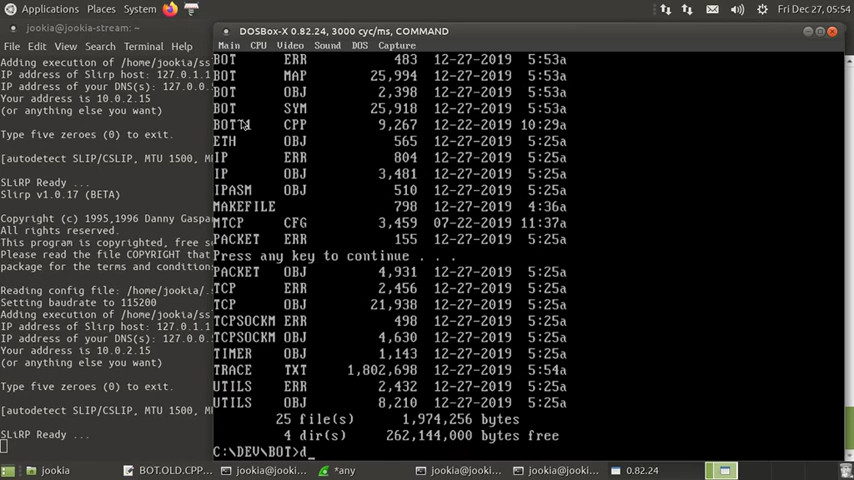 Applications Places System
Fri Dec 27, 05:54
jookia@jookia-stream: ~
File Edit View Search Terminal Help
Adding execution of /home/jookia/ss
IP address of Slirp host: 127.0.1.1
IP address of your DNS(s): 127.0.0.
Your address is 10.0.2.15
(or anything else you want)
Type five zeroes (0) to exit.
[autodetect SLIP/CSLIP, MTU 1500, M
SLiRP Ready ...
Slirp v1.0.17 (BETA)
Copyright (c) 1995,1996 Danny Gaspa
All rights reserved.
This program is copyrighted, free s
Please read the file COPYRIGHT that
package for the terms and condition
Reading config file: /home/jookia/.
Setting baudrate to 115200
Adding execution of /home/jookia/ss
IP address of Slirp host: 127.0.1.1
IP address of your DNS(s): 127.0.0.
Your address is 10.0.2.15
(or anything else you want)
Type five zeroes (0) to exit.
[autodetect SLIP/CSLIP, MTU 1500, M
SLiRP Ready ...
DOSBox-X 0.82.24, 3000 cyc/ms, COMMAND
Main CPU Video Sound DOS Capture
BOT ERR 483 12-27-2019 5:53a
BOT MAP 25,994 12-27-2019 5:53a
BOT OBJ 2,398 12-27-2019 5:53a
BOT SYM 25,918 12-27-2019 5:53a
CPP 9,267 12-22-2019 10:29a
ETH OBJ 565 12-27-2019 5:25a
IP ERR 804 12-27-2019 5:25a
IP OBJ 3,481 12-27-2019 5:25a
IPASM OBJ 510 12-27-2019 5:25a
MAKEFILE 798 12-27-2019 4:36a
MTCP CFG 3,459 07-22-2019 11:37a
PACKET ERR 155 12-27-2019 5:25a
Press any key to continue . . .
PACKET OBJ 4,931 12-27-2019 5:25a
TCP ERR 2,456 12-27-2019 5:25a
TCP OBJ 21,938 12-27-2019 5:25a
TCPSOCKM ERR 498 12-27-2019 5:25a
TCPSOCKM OBJ 4,630 12-27-2019 5:25a
TIMER OBJ 1,143 12-27-2019 5:25a
TRACE TXT 1,802,698 12-27-2019 5:54a
UTILS ERR 2,432 12-27-2019 5:25a
UTILS OBJ 8,210 12-27-2019 5:25a
25 file(s) 1,974,256 bytes
4 dir(s) 262,144,000 bytes free
C:\DEV\BOT>d_
jookia
BOT.OLD.CPP...
jookia@jooki...
*any
jookia@jooki...
jookia@jooki...
0.82.24